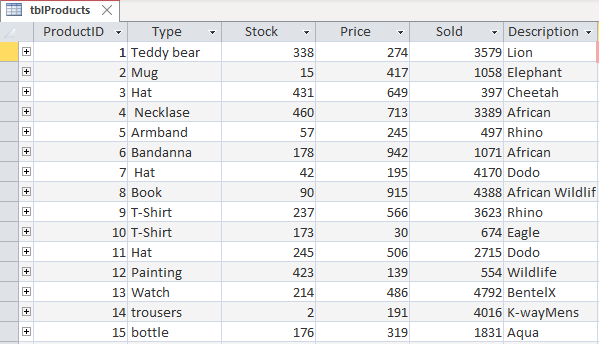 tblProducts
ProductID Type Stock Price Sold Description
1 Teddy bear 338 274 3579 Lion
2 Mug 15 417 1058 Elephant
3 Hat 431 649 397 Cheetah
4 Necklase 460 713 3389 African
5 Armband 57 245 497 Rhino
6 Bandanna 178 942 1071 African
7 Hat 42 195 4170 Dodo
8 Book 90 915 4388 African Wildlif
9 T-Shirt 237 566 3623 Rhino
10 T-Shirt 173 30 674 Eagle
11 Hat 245 506 2715 Dodo
12 Painting 423 139 554 Wildlife
13 Watch 214 486 4792 BentelX
14 trousers 2 191 4016 K-wayMens
15 bottle 176 319 1831 Aqua